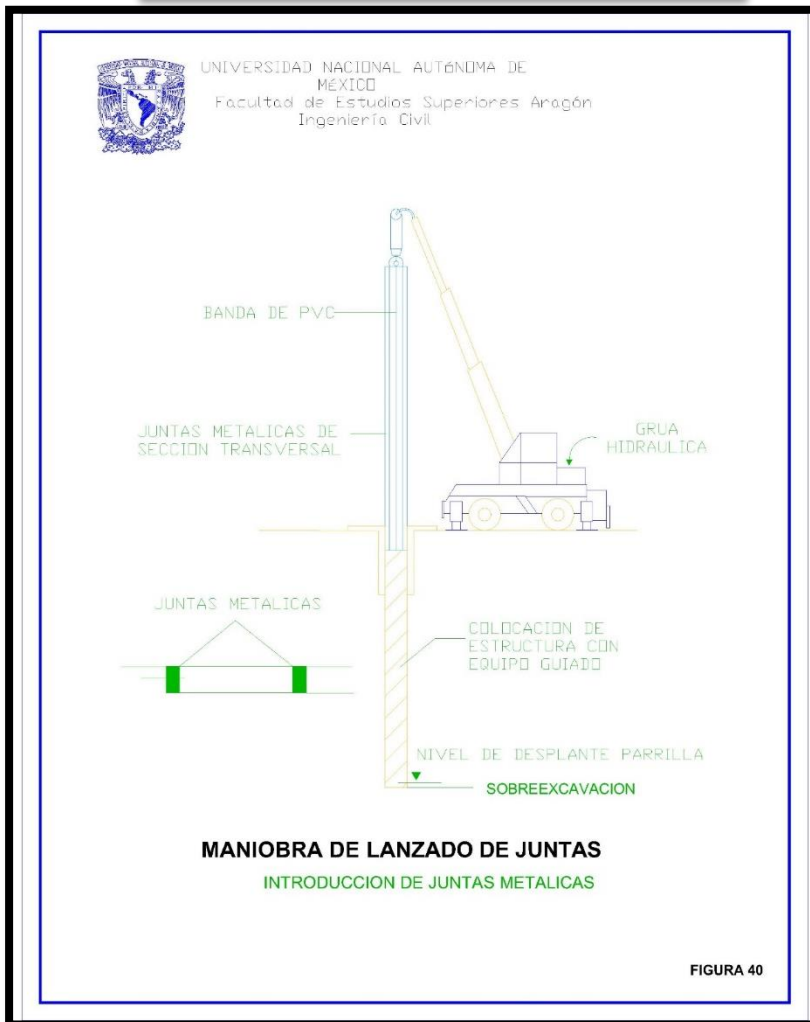 UNIVERSIDAD NACIONAL AUTÓNOMA DE
MÉXICO
Facultad de Estudios Superiores Aragón
Ingeniería Civil
BANDA DE PVC
JUNTAS METALICAS DE
SECCION TRANSVERSAL
GRUA
HIDRAULICA
JUNTAS METALICAS
COLOCACION DE
ESTRUCTURA CON
EQUIPO GUIADO
NIVEL DE DESPLANTE PARRILLA
SOBREEXCAVACION
MANIOBRA DE LANZADO DE JUNTAS
INTRODUCCION DE JUNTAS METALICAS
FIGURA 40